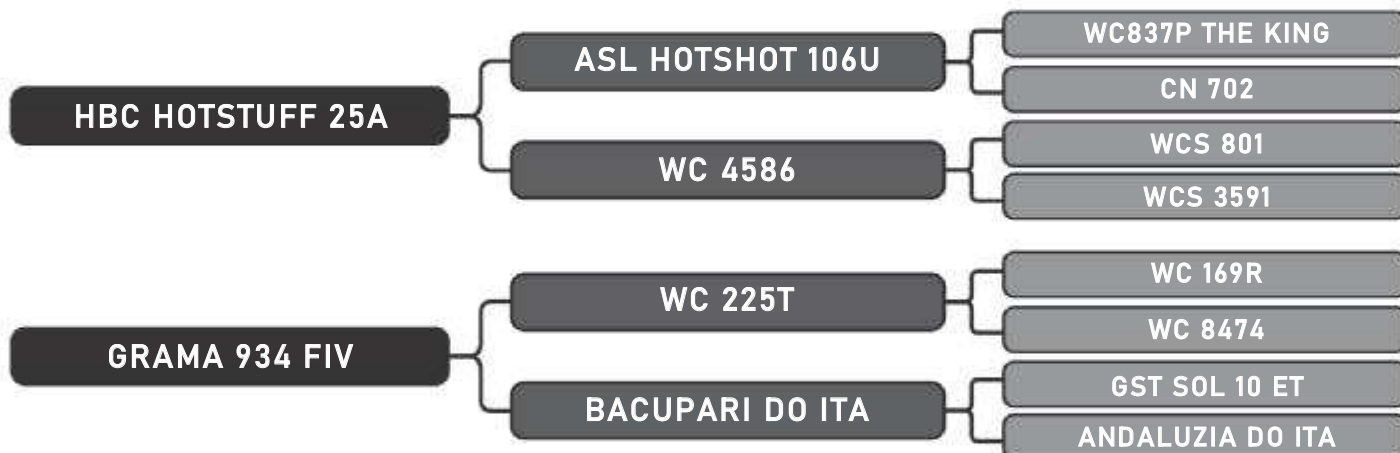 HBC HOTSTUFF 25A
ASL HOTSHOT 106U
WC837P THE KING
CN 702
WC 4586
WCS 801
WCS 3591
GRAMA 934 FIV
WC 225T
WC 169R
WC 8474
BACUPARI DO ITA
GST SOL 10 ET
ANDALUZIA DO ITA